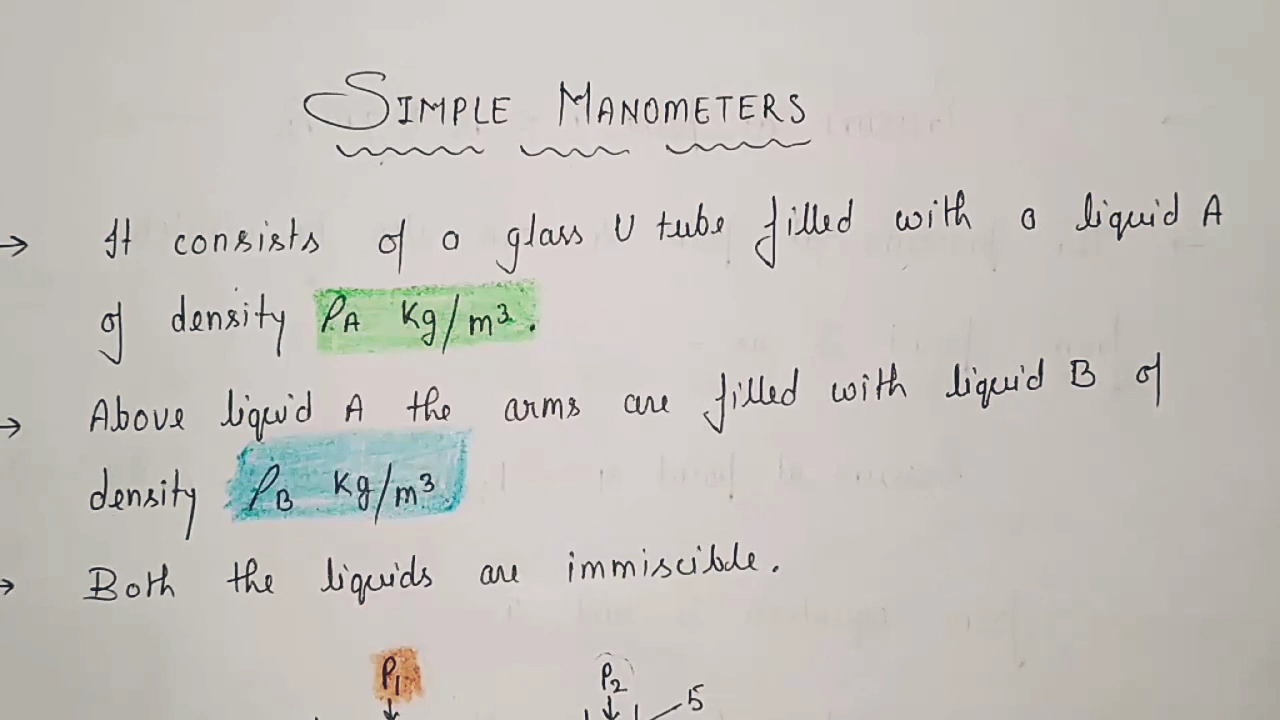 SIMPLE MANOMETERS
→ It consists of a glass U tube filled with a liquid A
of density ρA Kg/m³.
→ Above liquid A the arms are filled with liquid B of
density ρB Kg/m³
→ Both the liquids are immiscible.
P₁ P₂
5